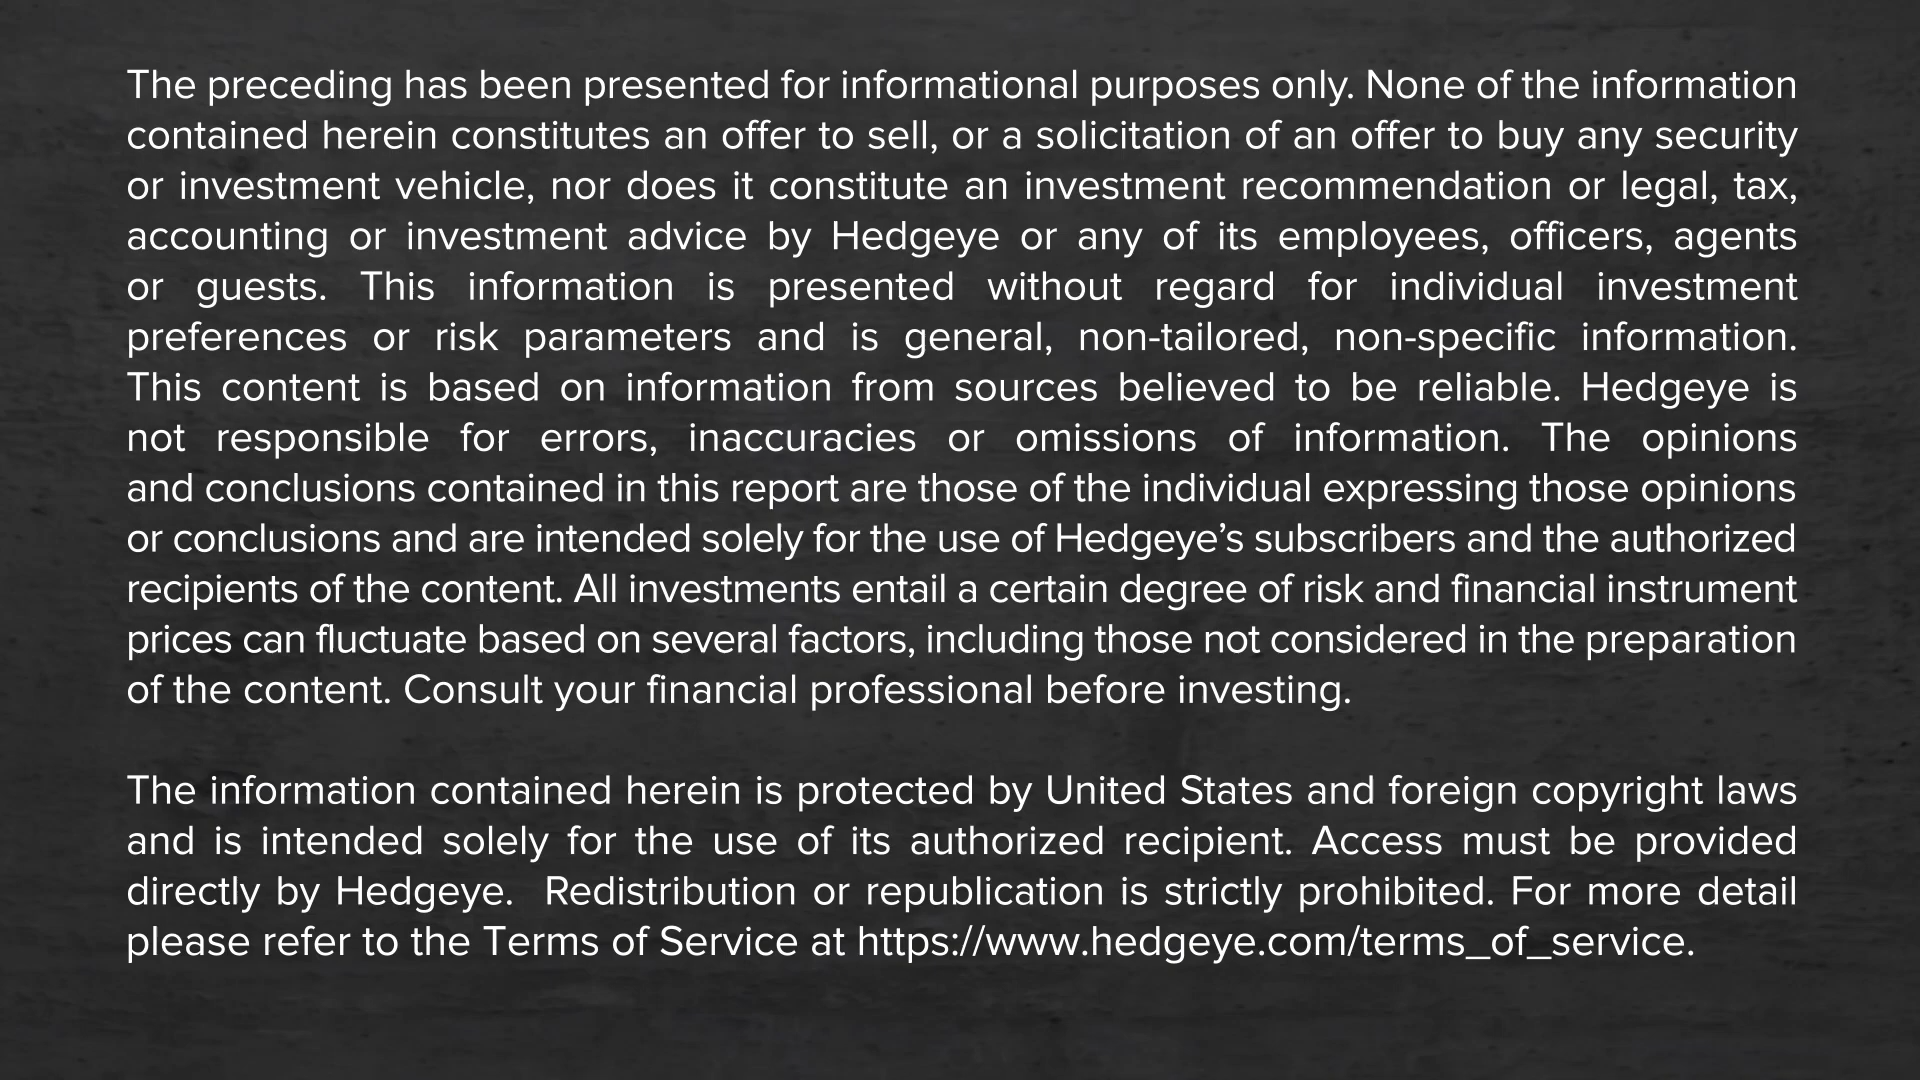 The preceding has been presented for informational purposes only. None of the information
contained herein constitutes an offer to sell, or a solicitation of an offer to buy any security
or investment vehicle, nor does it constitute an investment recommendation or legal, tax,
accounting or investment advice by Hedgeye or any of its employees, officers, agents
or guests. This information is presented without regard for individual investment
preferences or risk parameters and is general, non-tailored, non-specific information.
This content is based on information from sources believed to be reliable. Hedgeye is
not responsible for errors, inaccuracies or omissions of information. The opinions
and conclusions contained in this report are those of the individual expressing those opinions
or conclusions and are intended solely for the use of Hedgeye’s subscribers and the authorized
recipients of the content. All investments entail a certain degree of risk and financial instrument
prices can fluctuate based on several factors, including those not considered in the preparation
of the content. Consult your financial professional before investing.
The information contained herein is protected by United States and foreign copyright laws
and is intended solely for the use of its authorized recipient. Access must be provided
directly by Hedgeye.  Redistribution or republication is strictly prohibited. For more detail
please refer to the Terms of Service at https://www.hedgeye.com/terms_of_service.